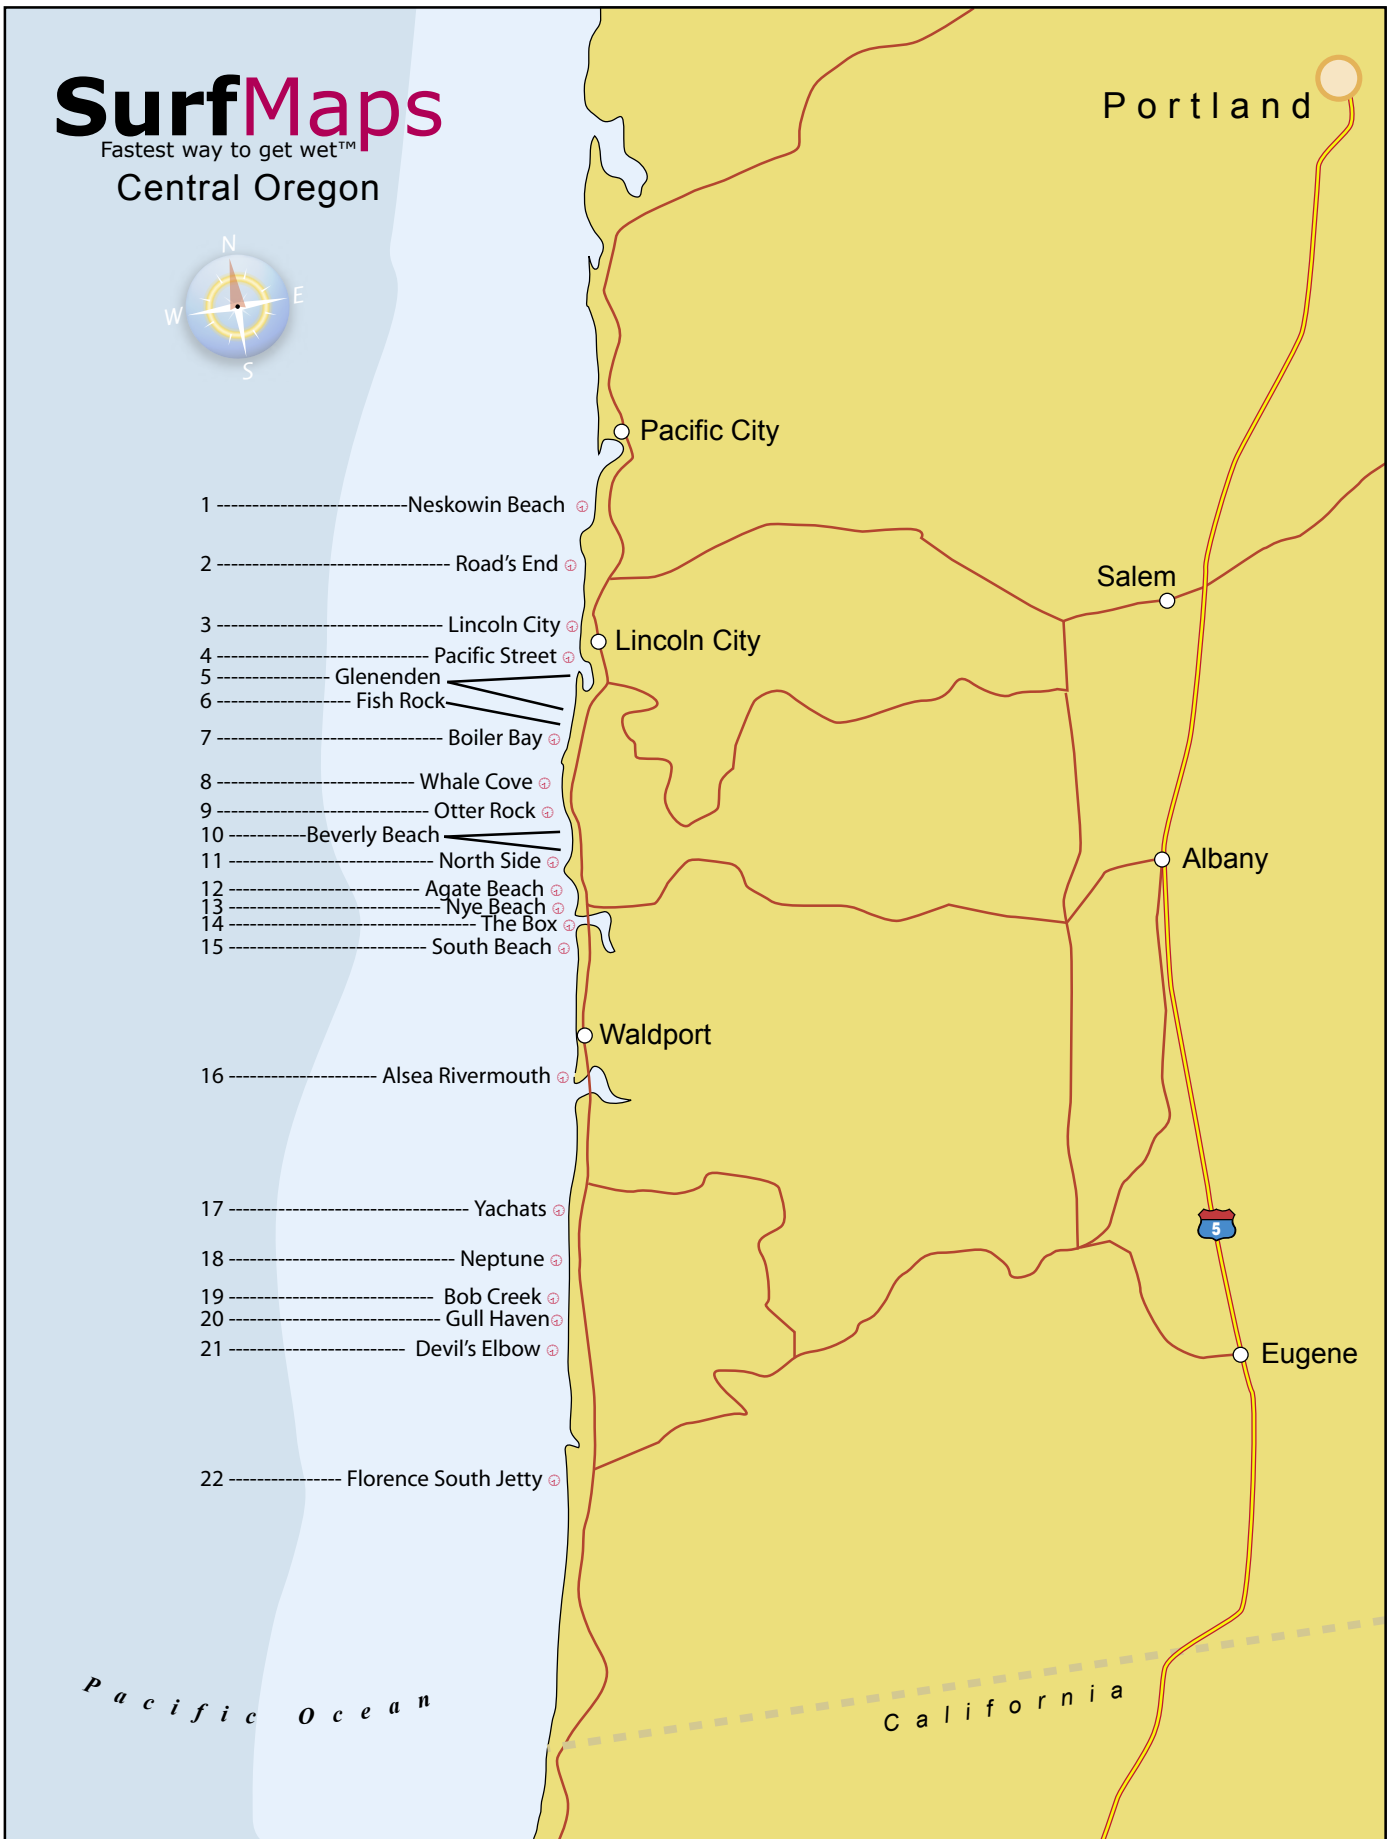 SurfMaps
Fastest way to get wet™
Central Oregon
Portland
N
W E
S
Pacific City
1 ---------------------------Neskowin Beach
2 --------------------------------- Road's End
Salem
3 -------------------------------- Lincoln City
Lincoln City
4 ------------------------------ Pacific Street
5 ---------------- Glenenden
6 ------------------- Fish Rock
7 -------------------------------- Boiler Bay
8 ---------------------------- Whale Cove
9 ------------------------------ Otter Rock
10 -----------Beverly Beach
11 ----------------------------- North Side
Albany
12 --------------------------- Agate Beach
13 ------------------------------ Nye Beach
14 ----------------------------------- The Box
15 ---------------------------- South Beach
Waldport
16 --------------------- Alsea Rivermouth
17 ---------------------------------- Yachats
5
18 -------------------------------- Neptune
19 ----------------------------- Bob Creek
20 ------------------------------ Gull Haven
21 ------------------------- Devil's Elbow
Eugene
22 ---------------- Florence South Jetty
Pacific Ocean
California